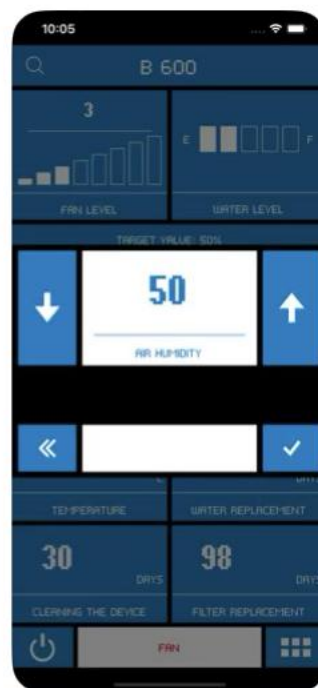 10:05
B 600
3
E F
FAN LEVEL WATER LEVEL
TARGET VALUE: 50%
50
AIR HUMIDITY
TEMPERATURE WATER REPLACEMENT
30 DAYS 98 DAYS
CLEANING THE DEVICE FILTER REPLACEMENT
FAN